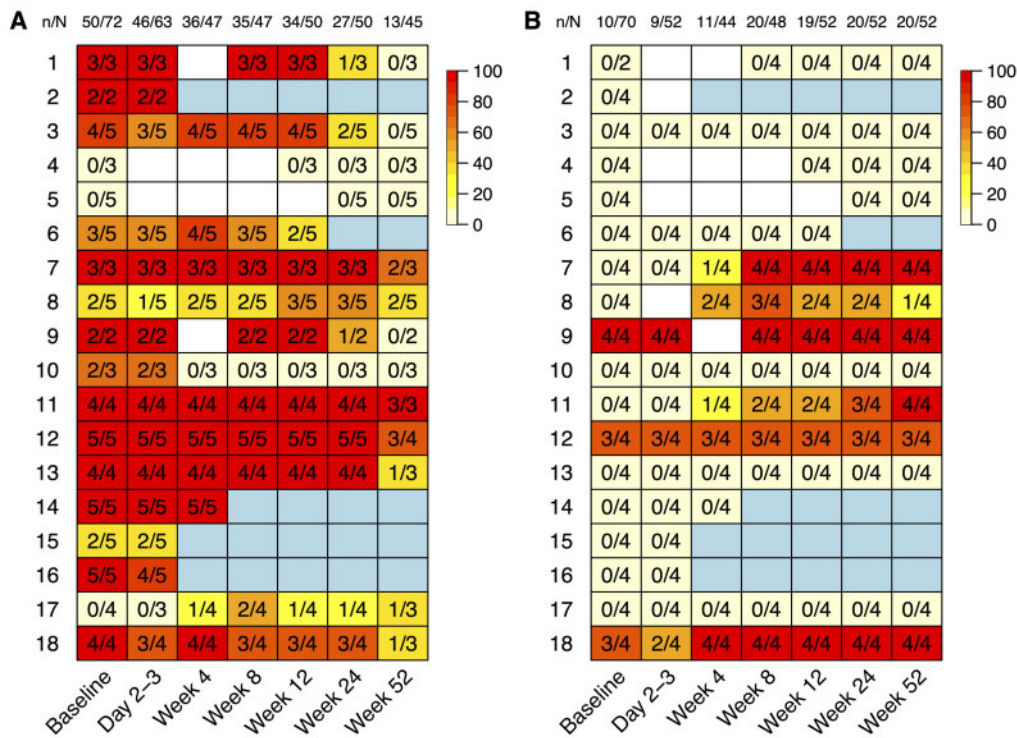 A n/N 50/72 46/63 36/47 35/47 34/50 27/50 13/45
1 3/3 3/3 3/3 3/3 1/3 0/3
2 2/2 2/2
3 4/5 3/5 4/5 4/5 4/5 2/5 0/5
4 0/3 0/3 0/3 0/3
5 0/5 0/5 0/5
6 3/5 3/5 4/5 3/5 2/5
7 3/3 3/3 3/3 3/3 3/3 3/3 2/3
8 2/5 1/5 2/5 2/5 3/5 3/5 2/5
9 2/2 2/2 2/2 2/2 1/2 0/2
10 2/3 2/3 0/3 0/3 0/3 0/3 0/3
11 4/4 4/4 4/4 4/4 4/4 4/4 3/3
12 5/5 5/5 5/5 5/5 5/5 5/5 3/4
13 4/4 4/4 4/4 4/4 4/4 4/4 1/3
14 5/5 5/5 5/5
15 2/5 2/5
16 5/5 4/5
17 0/4 0/3 1/4 2/4 1/4 1/4 1/3
18 4/4 3/4 4/4 3/4 3/4 3/4 1/3
Baseline Day 2–3 Week 4 Week 8 Week 12 Week 24 Week 52
100
80
60
40
20
0
B n/N 10/70 9/52 11/44 20/48 19/52 20/52 20/52
1 0/2 0/4 0/4 0/4 0/4
2 0/4
3 0/4 0/4 0/4 0/4 0/4 0/4 0/4
4 0/4 0/4 0/4 0/4
5 0/4 0/4 0/4
6 0/4 0/4 0/4 0/4 0/4
7 0/4 0/4 1/4 4/4 4/4 4/4 4/4
8 0/4 2/4 3/4 2/4 2/4 1/4
9 4/4 4/4 4/4 4/4 4/4 4/4
10 0/4 0/4 0/4 0/4 0/4 0/4 0/4
11 0/4 0/4 1/4 2/4 2/4 3/4 4/4
12 3/4 3/4 3/4 3/4 3/4 3/4 3/4
13 0/4 0/4 0/4 0/4 0/4 0/4 0/4
14 0/4 0/4 0/4
15 0/4 0/4
16 0/4 0/4
17 0/4 0/4 0/4 0/4 0/4 0/4 0/4
18 3/4 2/4 4/4 4/4 4/4 4/4 4/4
Baseline Day 2–3 Week 4 Week 8 Week 12 Week 24 Week 52
100
80
60
40
20
0